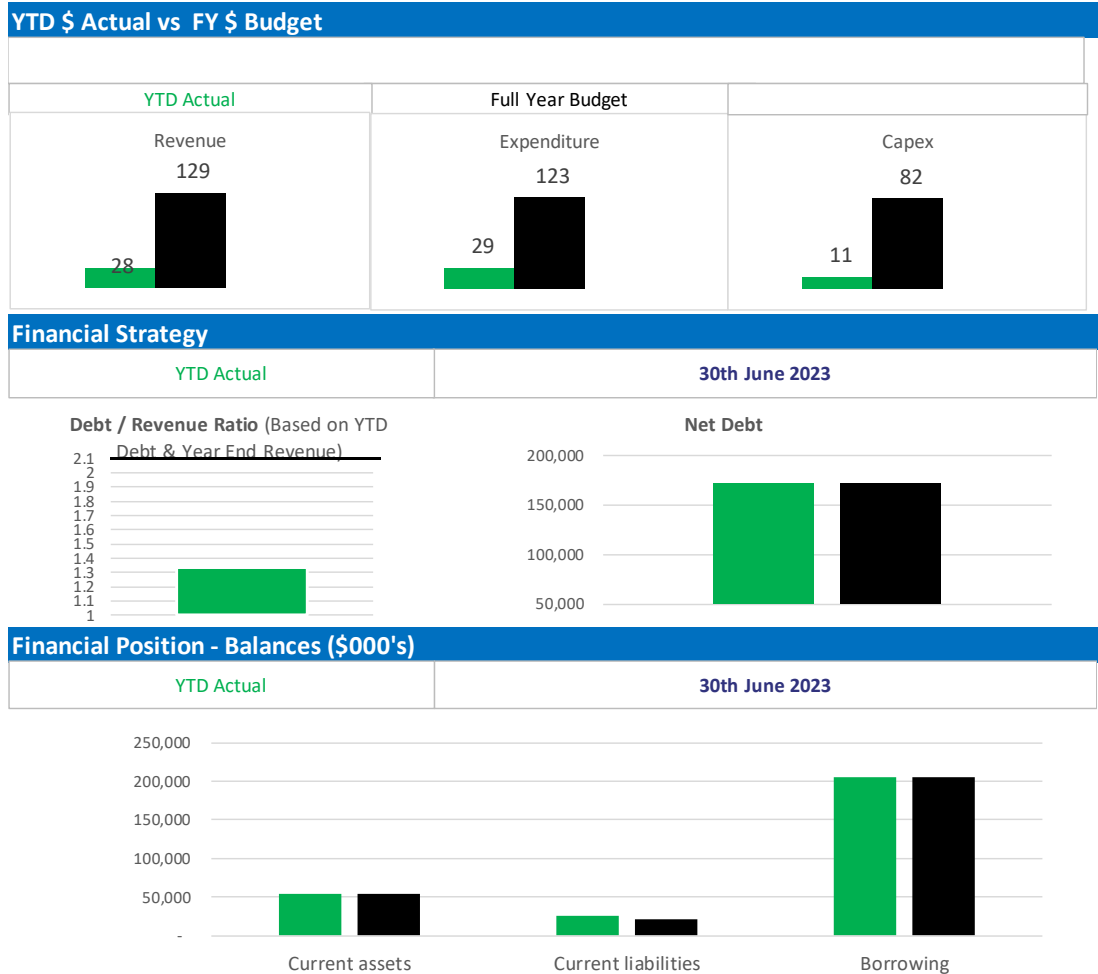 YTD $ Actual vs FY $ Budget
YTD Actual
Full Year Budget
Revenue
129
28
Expenditure
123
29
Capex
82
11
Financial Strategy
YTD Actual
30th June 2023
Debt / Revenue Ratio (Based on YTD
Debt & Year End Revenue)
2.1
2
1.9
1.8
1.7
1.6
1.5
1.4
1.3
1.2
1.1
1
Net Debt
200,000
150,000
100,000
50,000
Financial Position - Balances ($000's)
YTD Actual
30th June 2023
250,000
200,000
150,000
100,000
50,000
-
Current assets
Current liabilities
Borrowing